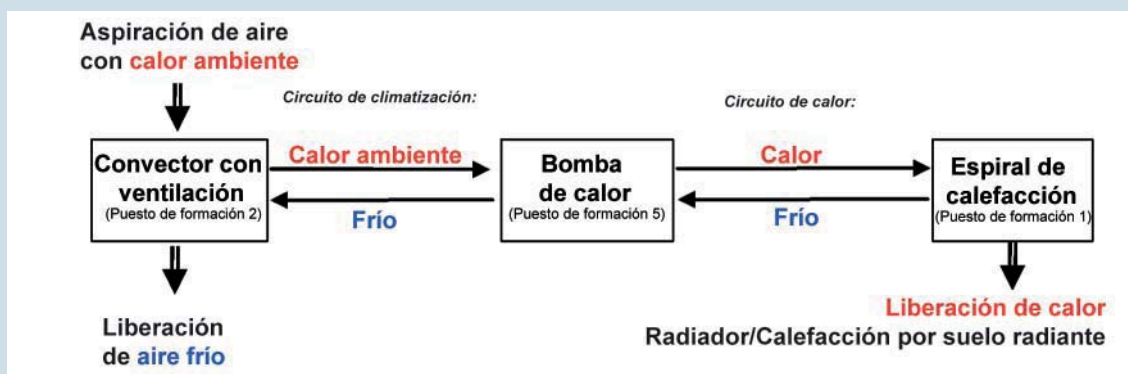 Aspiración de aire
con calor ambiente
Circuito de climatización:
Circuito de calor:
Convector con
ventilación
(Puesto de formación 2)
Calor ambiente
Frío
Bomba
de calor
(Puesto de formación 5)
Calor
Frío
Espiral de
calefacción
(Puesto de formación 1)
Liberación
de aire frío
Liberación de calor
Radiador/Calefacción por suelo radiante